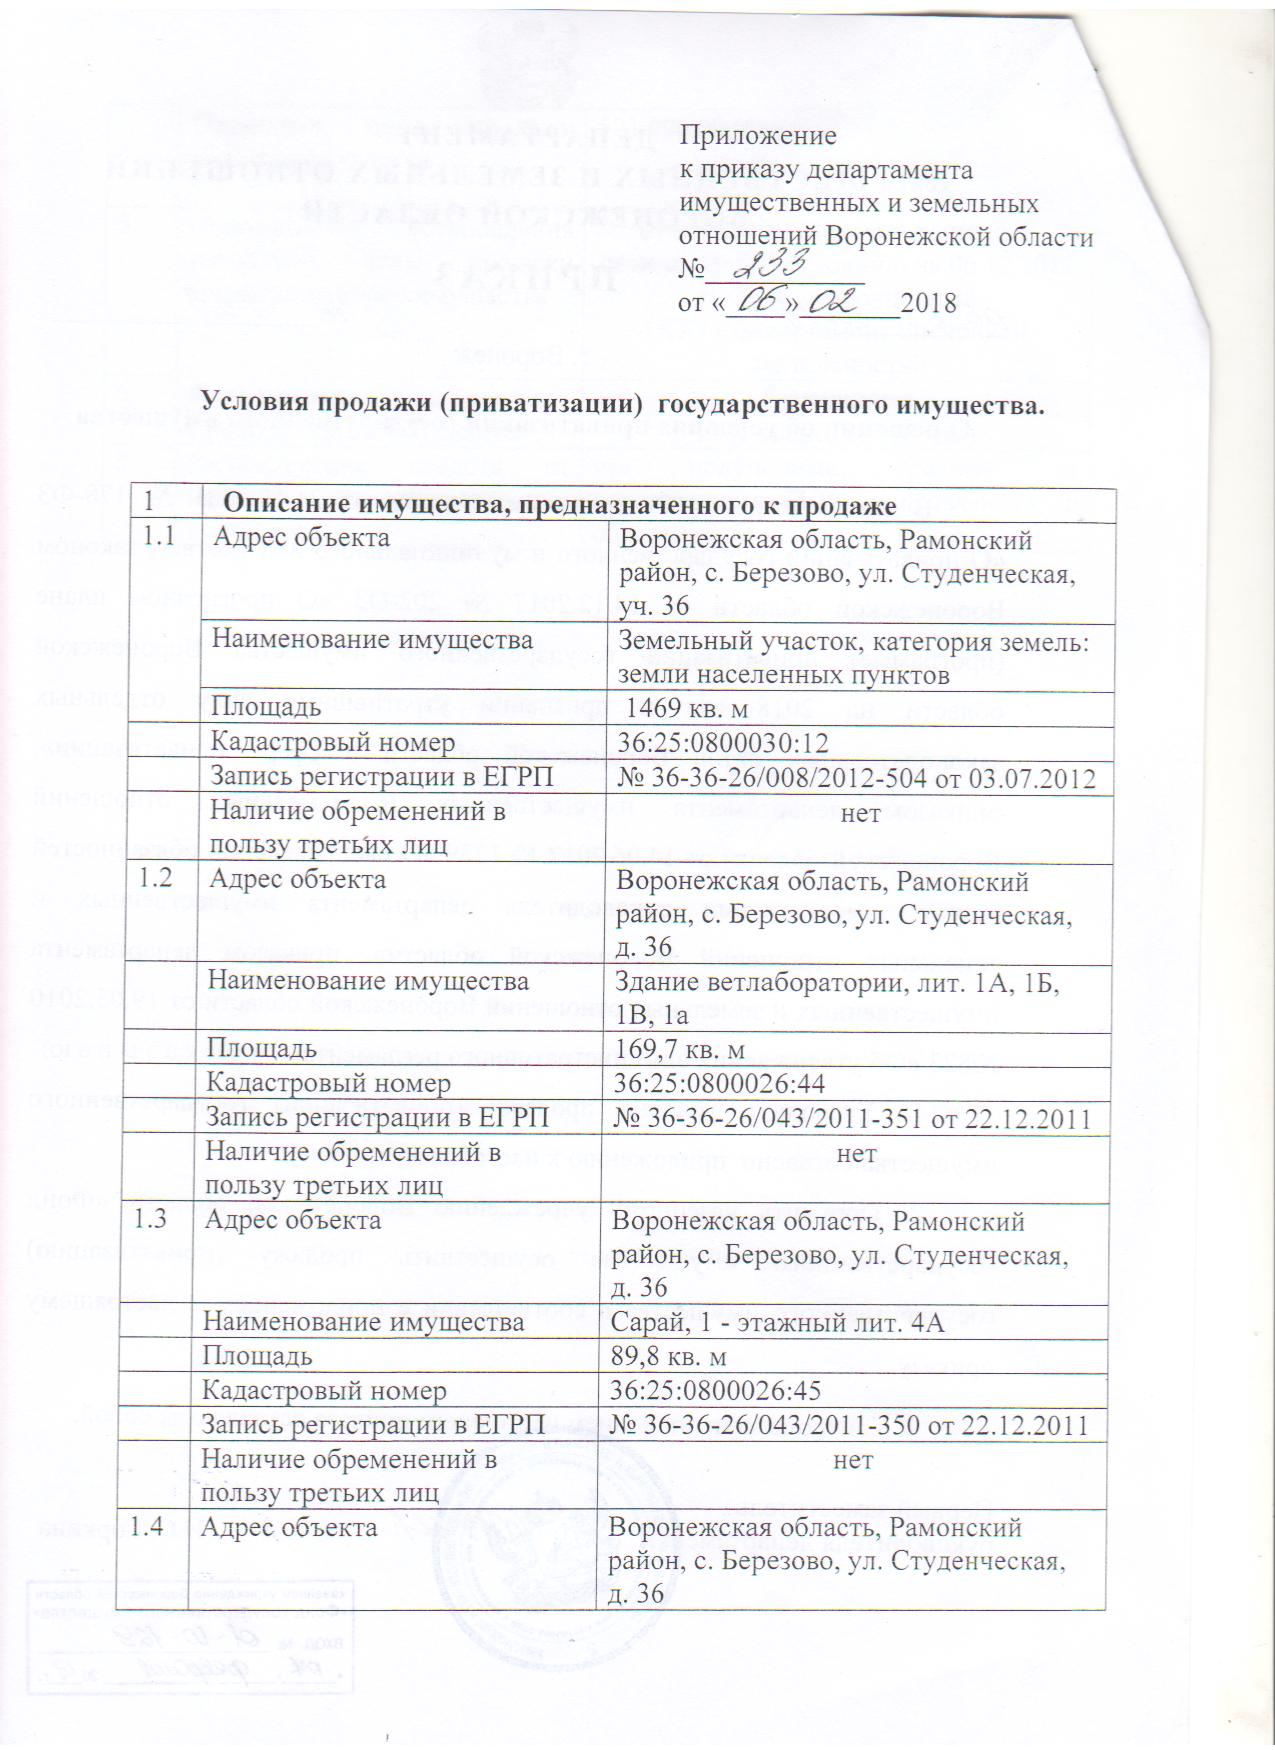 Приложение
к приказу департамента
имущественных и земельных
отношений Воронежской области
№ 233
от « 06 » 02 2018
Условия продажи (приватизации) государственного имущества.
1 Описание имущества, предназначенного к продаже
1.1 Адрес объекта Воронежская область, Рамонский
район, с. Березово, ул. Студенческая,
уч. 36
Наименование имущества Земельный участок, категория земель:
земли населенных пунктов
Площадь 1469 кв. м
Кадастровый номер 36:25:0800030:12
Запись регистрации в ЕГРП № 36-36-26/008/2012-504 от 03.07.2012
Наличие обременений в нет
пользу третьих лиц
1.2 Адрес объекта Воронежская область, Рамонский
район, с. Березово, ул. Студенческая,
д. 36
Наименование имущества Здание ветлаборатории, лит. 1А, 1Б,
1В, 1а
Площадь 169,7 кв. м
Кадастровый номер 36:25:0800026:44
Запись регистрации в ЕГРП № 36-36-26/043/2011-351 от 22.12.2011
Наличие обременений в нет
пользу третьих лиц
1.3 Адрес объекта Воронежская область, Рамонский
район, с. Березово, ул. Студенческая,
д. 36
Наименование имущества Сарай, 1 - этажный лит. 4А
Площадь 89,8 кв. м
Кадастровый номер 36:25:0800026:45
Запись регистрации в ЕГРП № 36-36-26/043/2011-350 от 22.12.2011
Наличие обременений в нет
пользу третьих лиц
1.4 Адрес объекта Воронежская область, Рамонский
район, с. Березово, ул. Студенческая,
д. 36